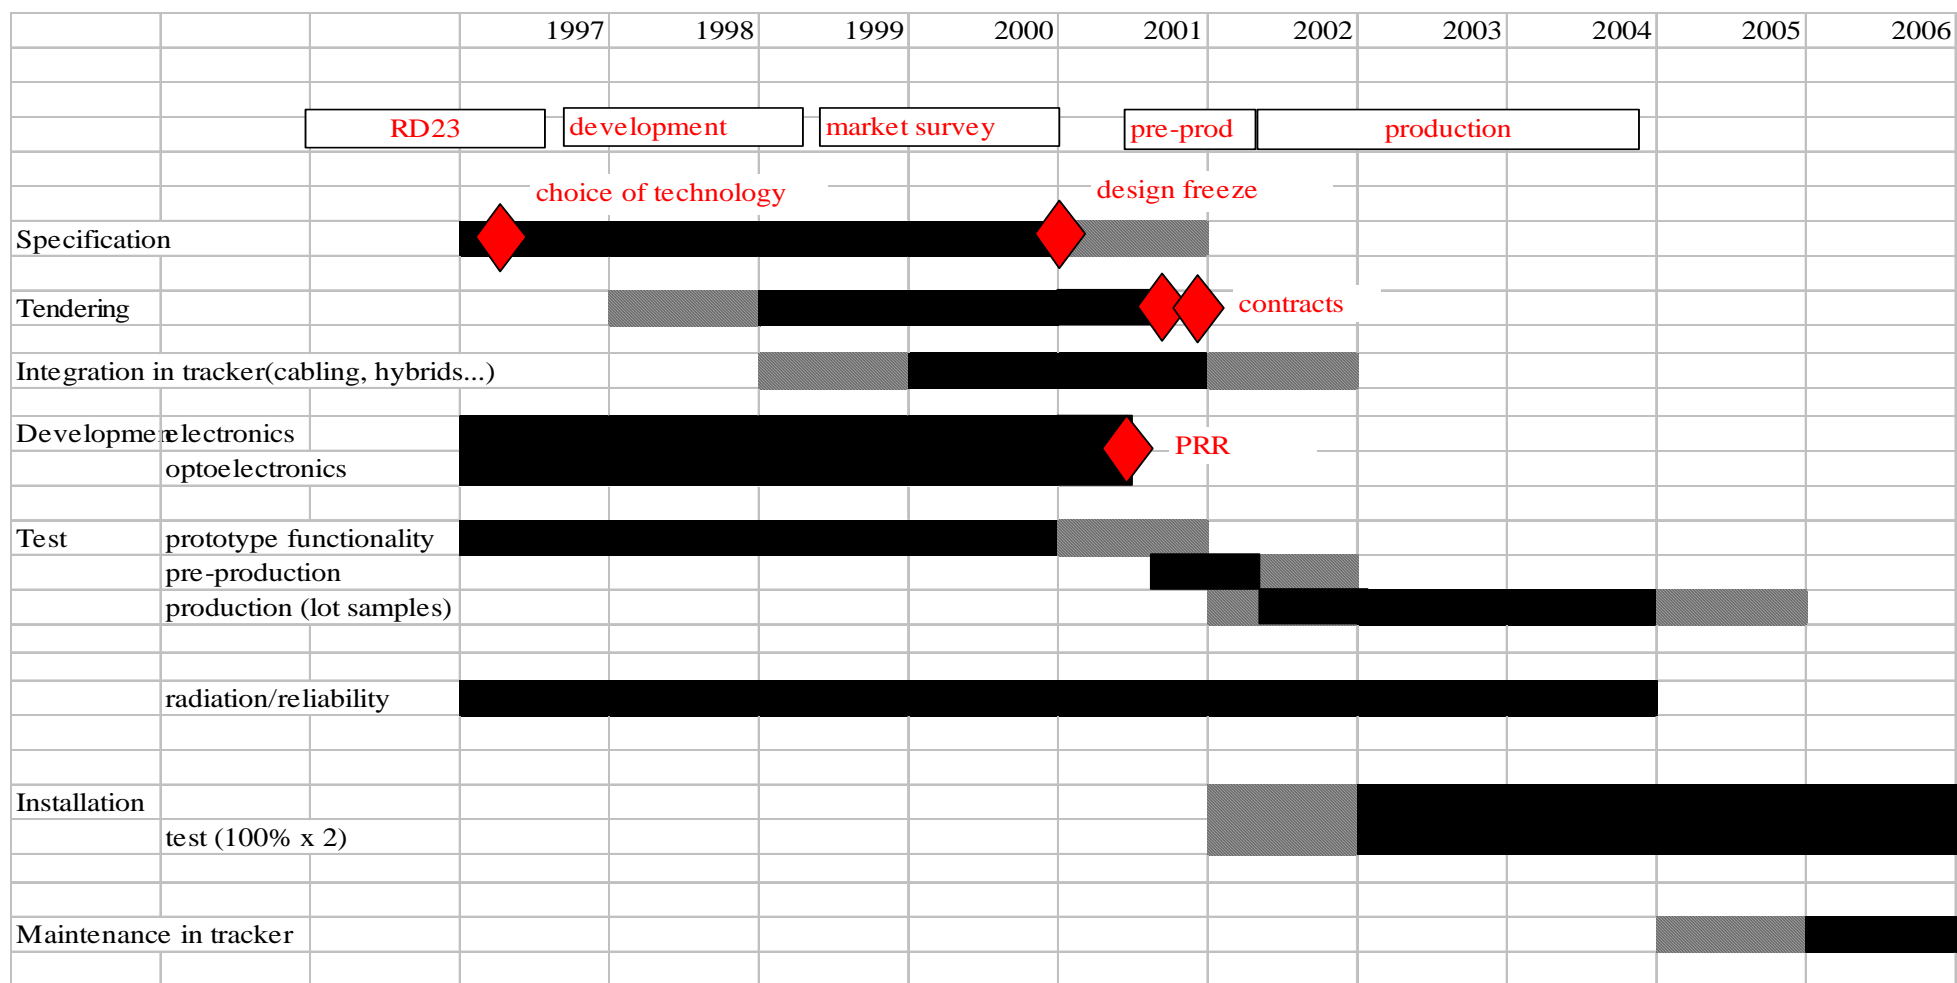 1997 1998 1999 2000 2001 2002 2003 2004 2005 2006
RD23 development market survey pre-prod production
choice of technology design freeze
Specification
Tendering contracts
Integration in tracker(cabling, hybrids...)
Developmen electronics
PRR
optoelectronics
Test prototype functionality
pre-production
production (lot samples)
radiation/reliability
Installation
test (100% x 2)
Maintenance in tracker